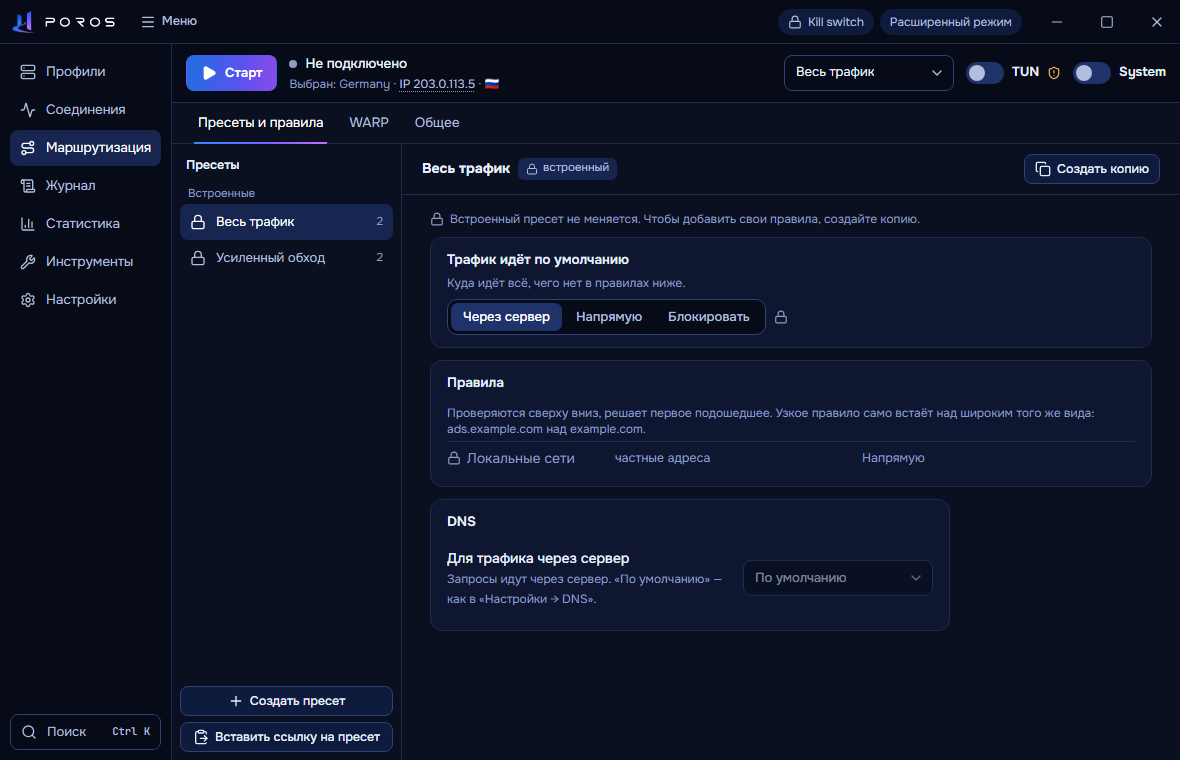 POROS
Меню
Kill switch
Расширенный режим
Профили
Соединения
Маршрутизация
Журнал
Статистика
Инструменты
Настройки
Поиск Ctrl K
Старт
Не подключено
Выбран: Germany · IP 203.0.113.5 ·
Весь трафик
TUN
System
Пресеты и правила
WARP
Общее
Пресеты
Встроенные
Весь трафик 2
Усиленный обход 2
Создать пресет
Вставить ссылку на пресет
Весь трафик
встроенный
Создать копию
Встроенный пресет не меняется. Чтобы добавить свои правила, создайте копию.
Трафик идёт по умолчанию
Куда идёт всё, чего нет в правилах ниже.
Через сервер
Напрямую
Блокировать
Правила
Проверяются сверху вниз, решает первое подошедшее. Узкое правило само встаёт над широким того же вида:
ads.example.com над example.com.
Локальные сети
частные адреса
Напрямую
DNS
Для трафика через сервер
Запросы идут через сервер. «По умолчанию» —
как в «Настройки → DNS».
По умолчанию